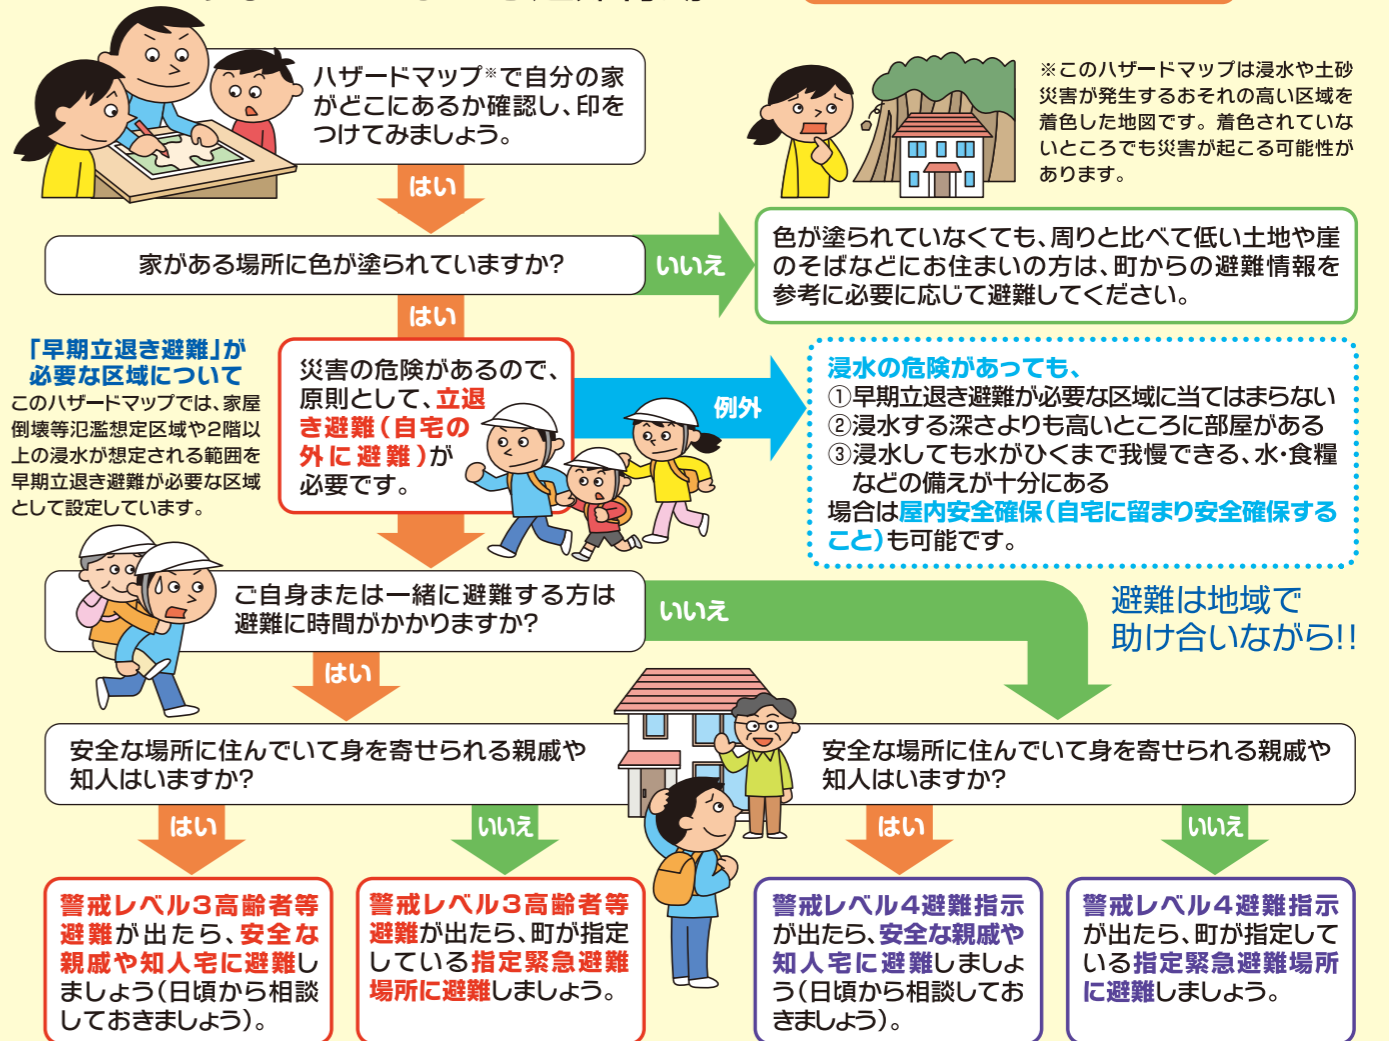 ハザードマップ※で自分の家
がどこにあるか確認し、印を
つけてみましょう。
※このハザードマップは浸水や土砂
災害が発生するおそれの高い区域を
着色した地図です。着色されていな
いところでも災害が起こる可能性が
あります。
はい
家がある場所に色が塗られていますか?
いいえ
色が塗られていなくても、周りと比べて低い土地や崖
のそばなどにお住まいの方は、町からの避難情報を
参考に必要に応じて避難してください。
はい
「早期立退き避難」が
必要な区域について
このハザードマップでは、家屋
倒壊等氾濫想定区域や2階以
上の浸水が想定される範囲を
早期立退き避難が必要な区域
として設定しています。
災害の危険があるので、
原則として、立退
き避難(自宅の
外に避難)が
必要です。
例外
浸水の危険があっても、
①早期立退き避難が必要な区域に当てはまらない
②浸水する深さよりも高いところに部屋がある
③浸水しても水がひくまで我慢できる、水・食糧
などの備えが十分にある
場合は屋内安全確保(自宅に留まり安全確保する
こと)も可能です。
ご自身または一緒に避難する方は
避難に時間がかかりますか?
いいえ
避難は地域で
助け合いながら!!
はい
安全な場所に住んでいて身を寄せられる親戚や
知人はいますか?
安全な場所に住んでいて身を寄せられる親戚や
知人はいますか?
はい
いいえ
はい
いいえ
警戒レベル3高齢者等
避難が出たら、安全な
親戚や知人宅に避難し
ましょう(日頃から相談
しておきましょう)。
警戒レベル3高齢者等
避難が出たら、町が指定
している指定緊急避難
場所に避難しましょう。
警戒レベル4避難指示
が出たら、安全な親戚や
知人宅に避難しましょ
う(日頃から相談してお
きましょう)。
警戒レベル4避難指示
が出たら、町が指定して
いる指定緊急避難場所
に避難しましょう。